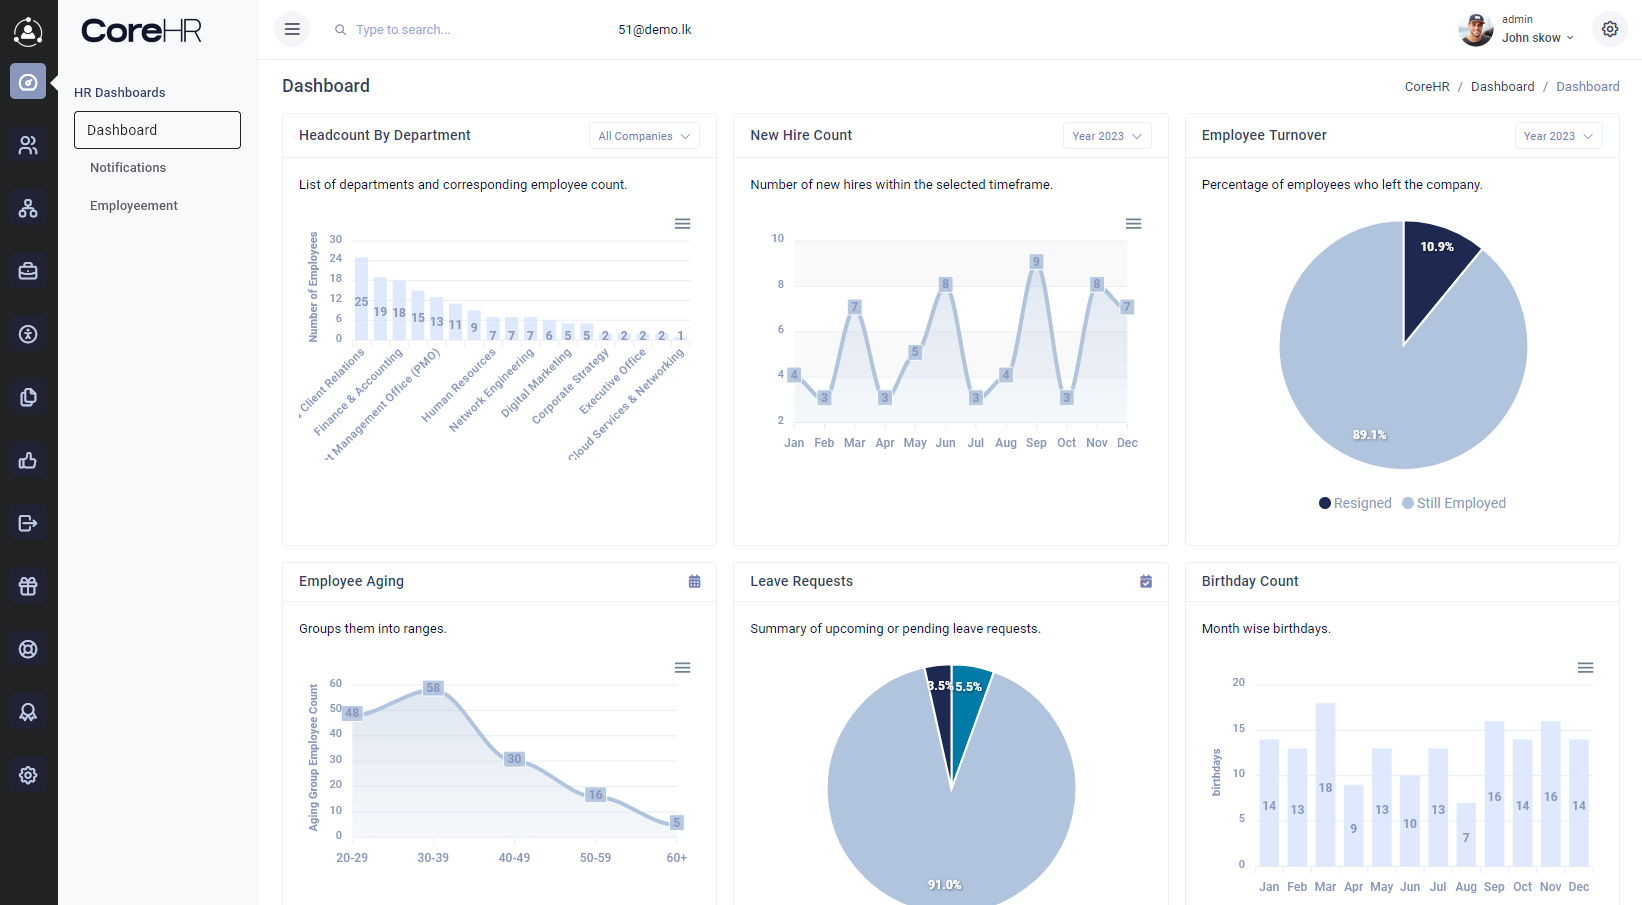 CoreHR
Type to search...
51@demo.lk
admin
John skow
HR Dashboards
Dashboard
Notifications
Employeement
Dashboard
CoreHR / Dashboard / Dashboard
Headcount By Department
All Companies
List of departments and corresponding employee count.
Number of Employees
30
24
18
12
6
0
25 19 18 15 13 11 9 7 7 7 6 5 5 2 2 2 2 1
Client Relations
Finance & Accounting
Management Office (PMO)
Human Resources
Network Engineering
Digital Marketing
Corporate Strategy
Executive Office
Cloud Services & Networking
New Hire Count
Year 2023
Number of new hires within the selected timeframe.
10
8
6
4
2
4 3 7 3 5 8 3 4 9 3 8 7
Jan Feb Mar Apr May Jun Jul Aug Sep Oct Nov Dec
Employee Turnover
Year 2023
Percentage of employees who left the company.
10.9%
89.1%
Resigned Still Employed
Employee Aging
Groups them into ranges.
Aging Group Employee Count
60
50
40
30
20
10
0
48 58 30 16 5
20-29 30-39 40-49 50-59 60+
Leave Requests
Summary of upcoming or pending leave requests.
3.5% 5.5%
91.0%
Birthday Count
Month wise birthdays.
birthdays
20
15
10
5
0
14 13 18 9 13 10 13 7 16 14 16 14
Jan Feb Mar Apr May Jun Jul Aug Sep Oct Nov Dec